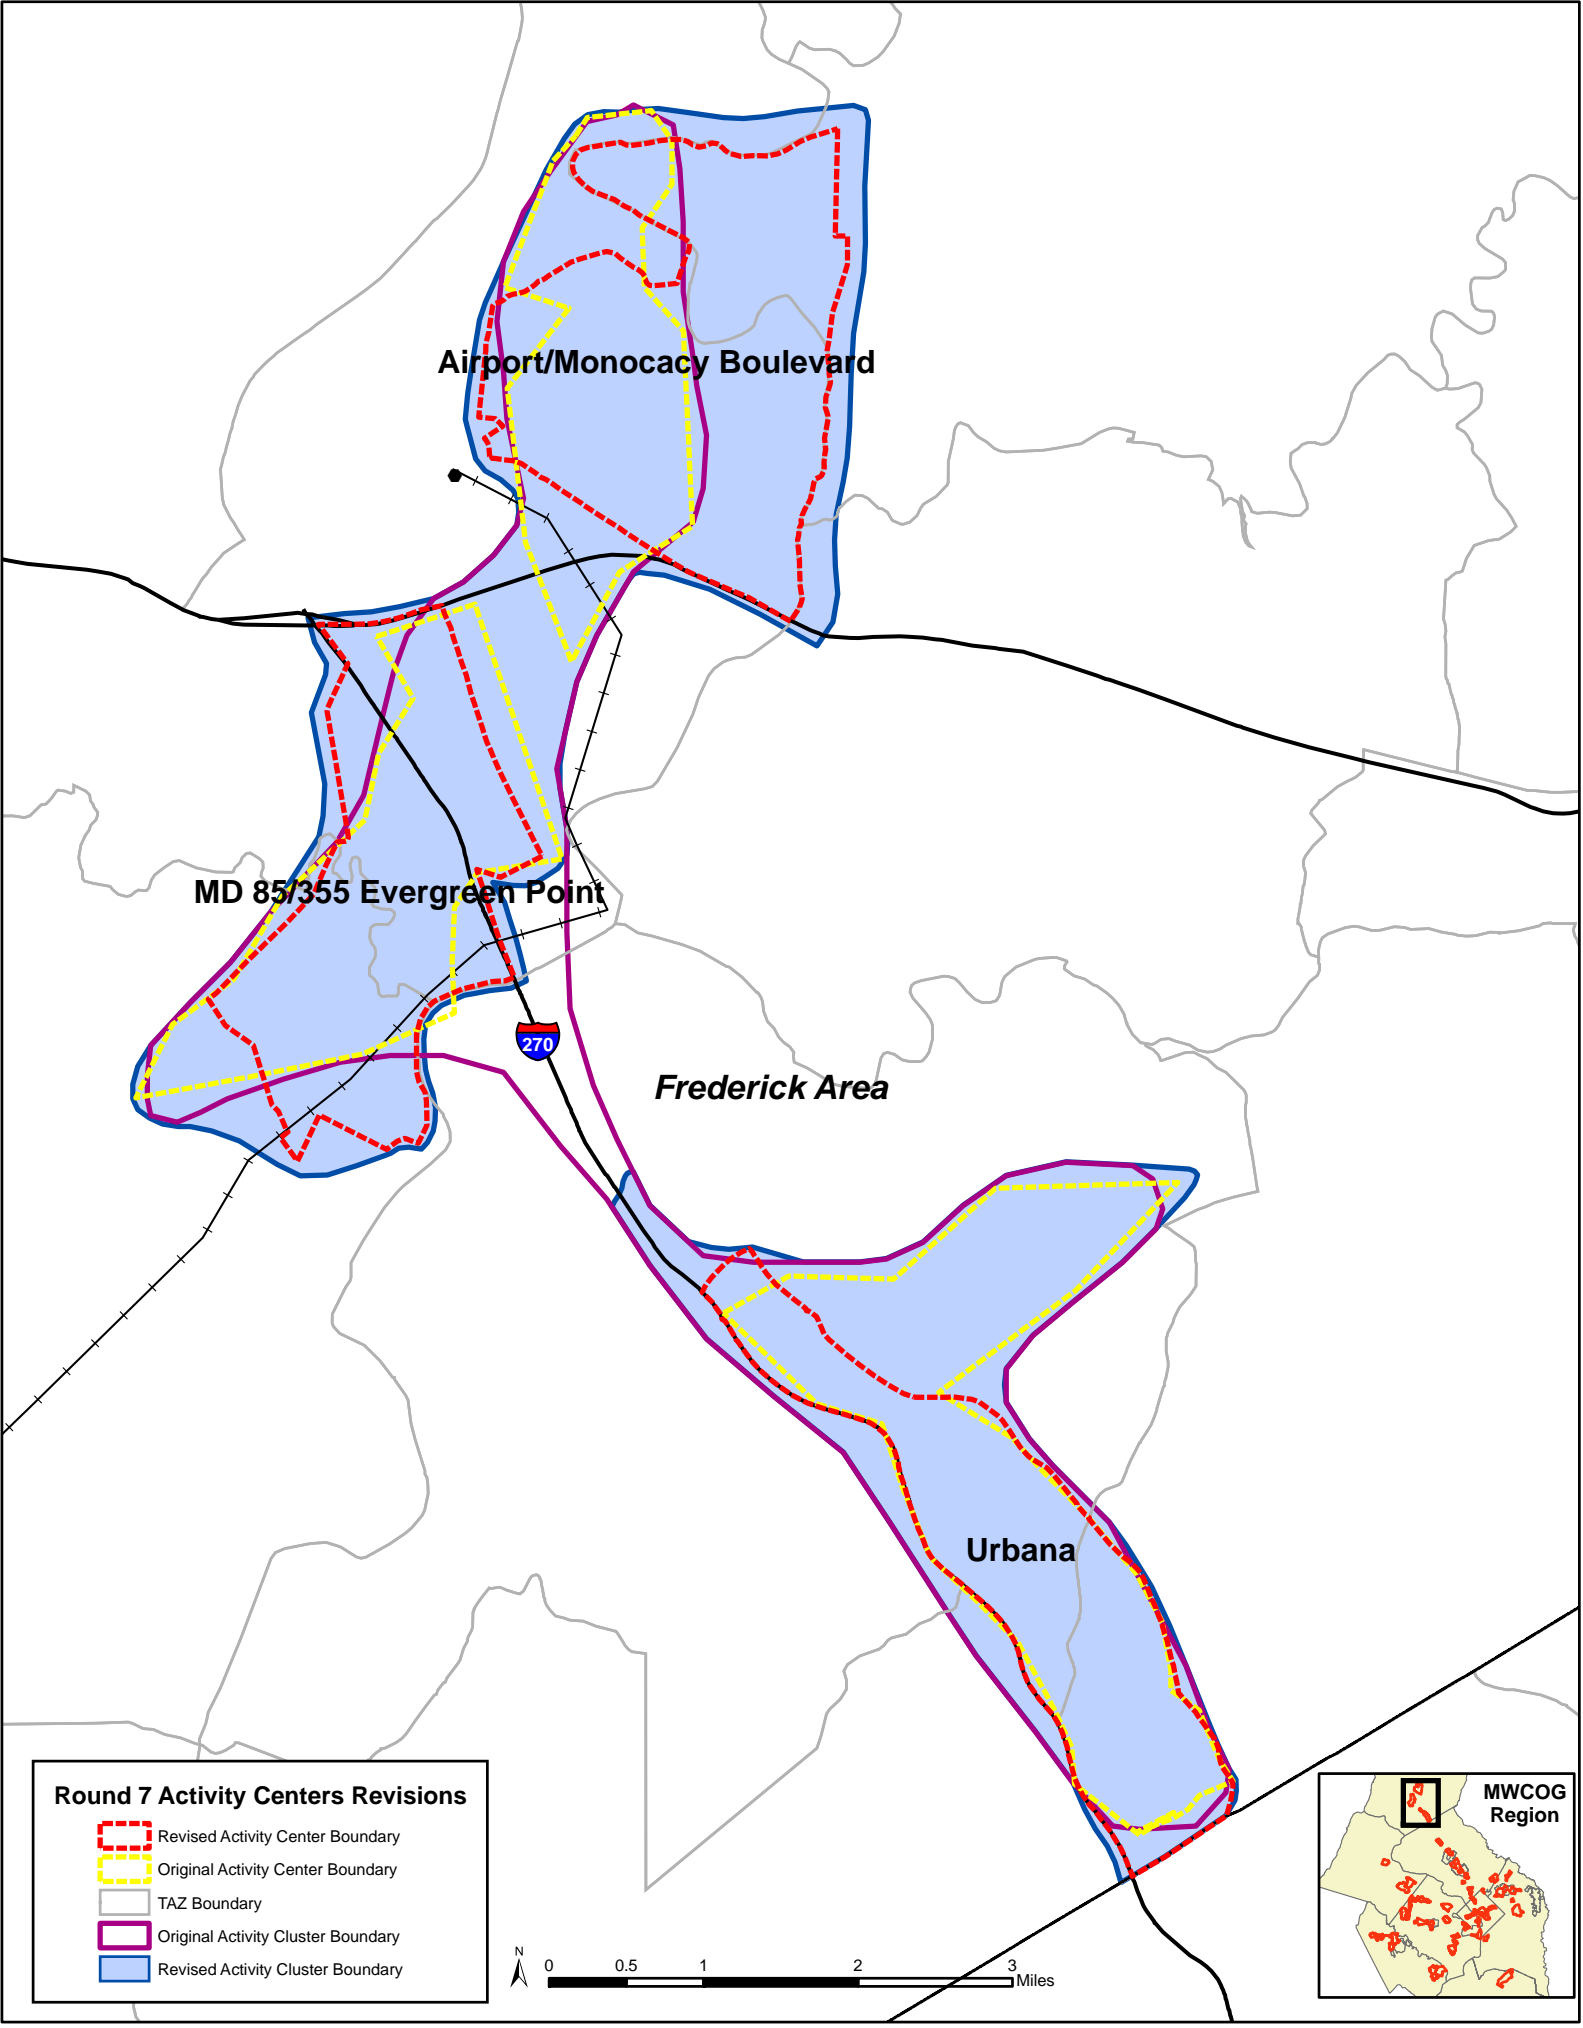 Airport/Monocacy Boulevard
MD 85/355 Evergreen Point
270
Frederick Area
Urbana
Round 7 Activity Centers Revisions
Revised Activity Center Boundary
Original Activity Center Boundary
TAZ Boundary
Original Activity Cluster Boundary
Revised Activity Cluster Boundary
N
0 0.5 1 2 3
Miles
MWCOG
Region